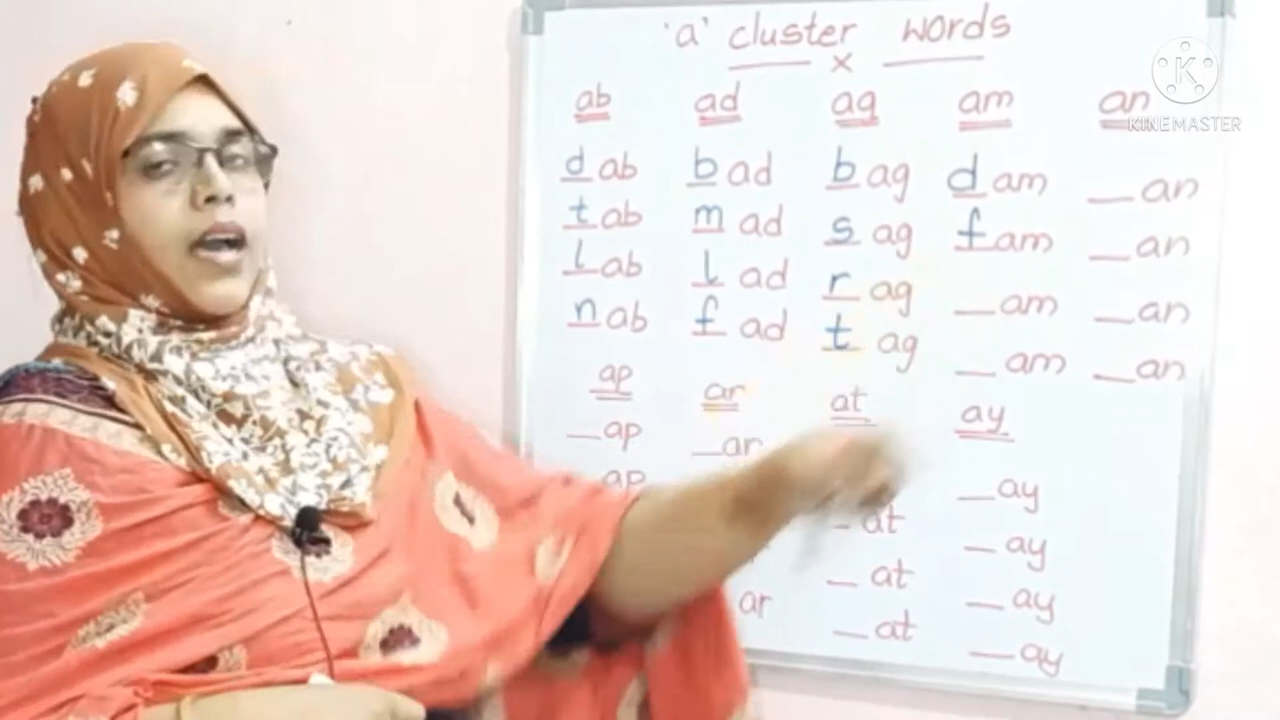 'a' cluster words
x
K
KINEMASTER
ab ad ag am an
dab bad bag dam _an
tab mad sag fam _an
lab lad rag _am _an
nab fad tag _am _an
ap ar at ay
_ap _ar
ap _ay
_at _ay
_at _ay
ar _at _ay